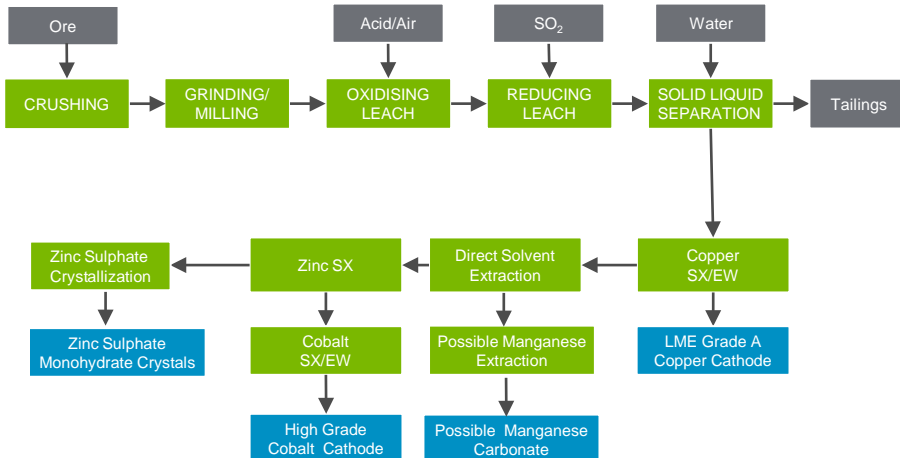 Ore
Acid/Air
SO₂
Water
CRUSHING
GRINDING/
MILLING
OXIDISING
LEACH
REDUCING
LEACH
SOLID LIQUID
SEPARATION
Tailings
Zinc Sulphate
Crystallization
Zinc SX
Direct Solvent
Extraction
Copper
SX/EW
Zinc Sulphate
Monohydrate Crystals
Cobalt
SX/EW
Possible Manganese
Extraction
LME Grade A
Copper Cathode
High Grade
Cobalt Cathode
Possible Manganese
Carbonate